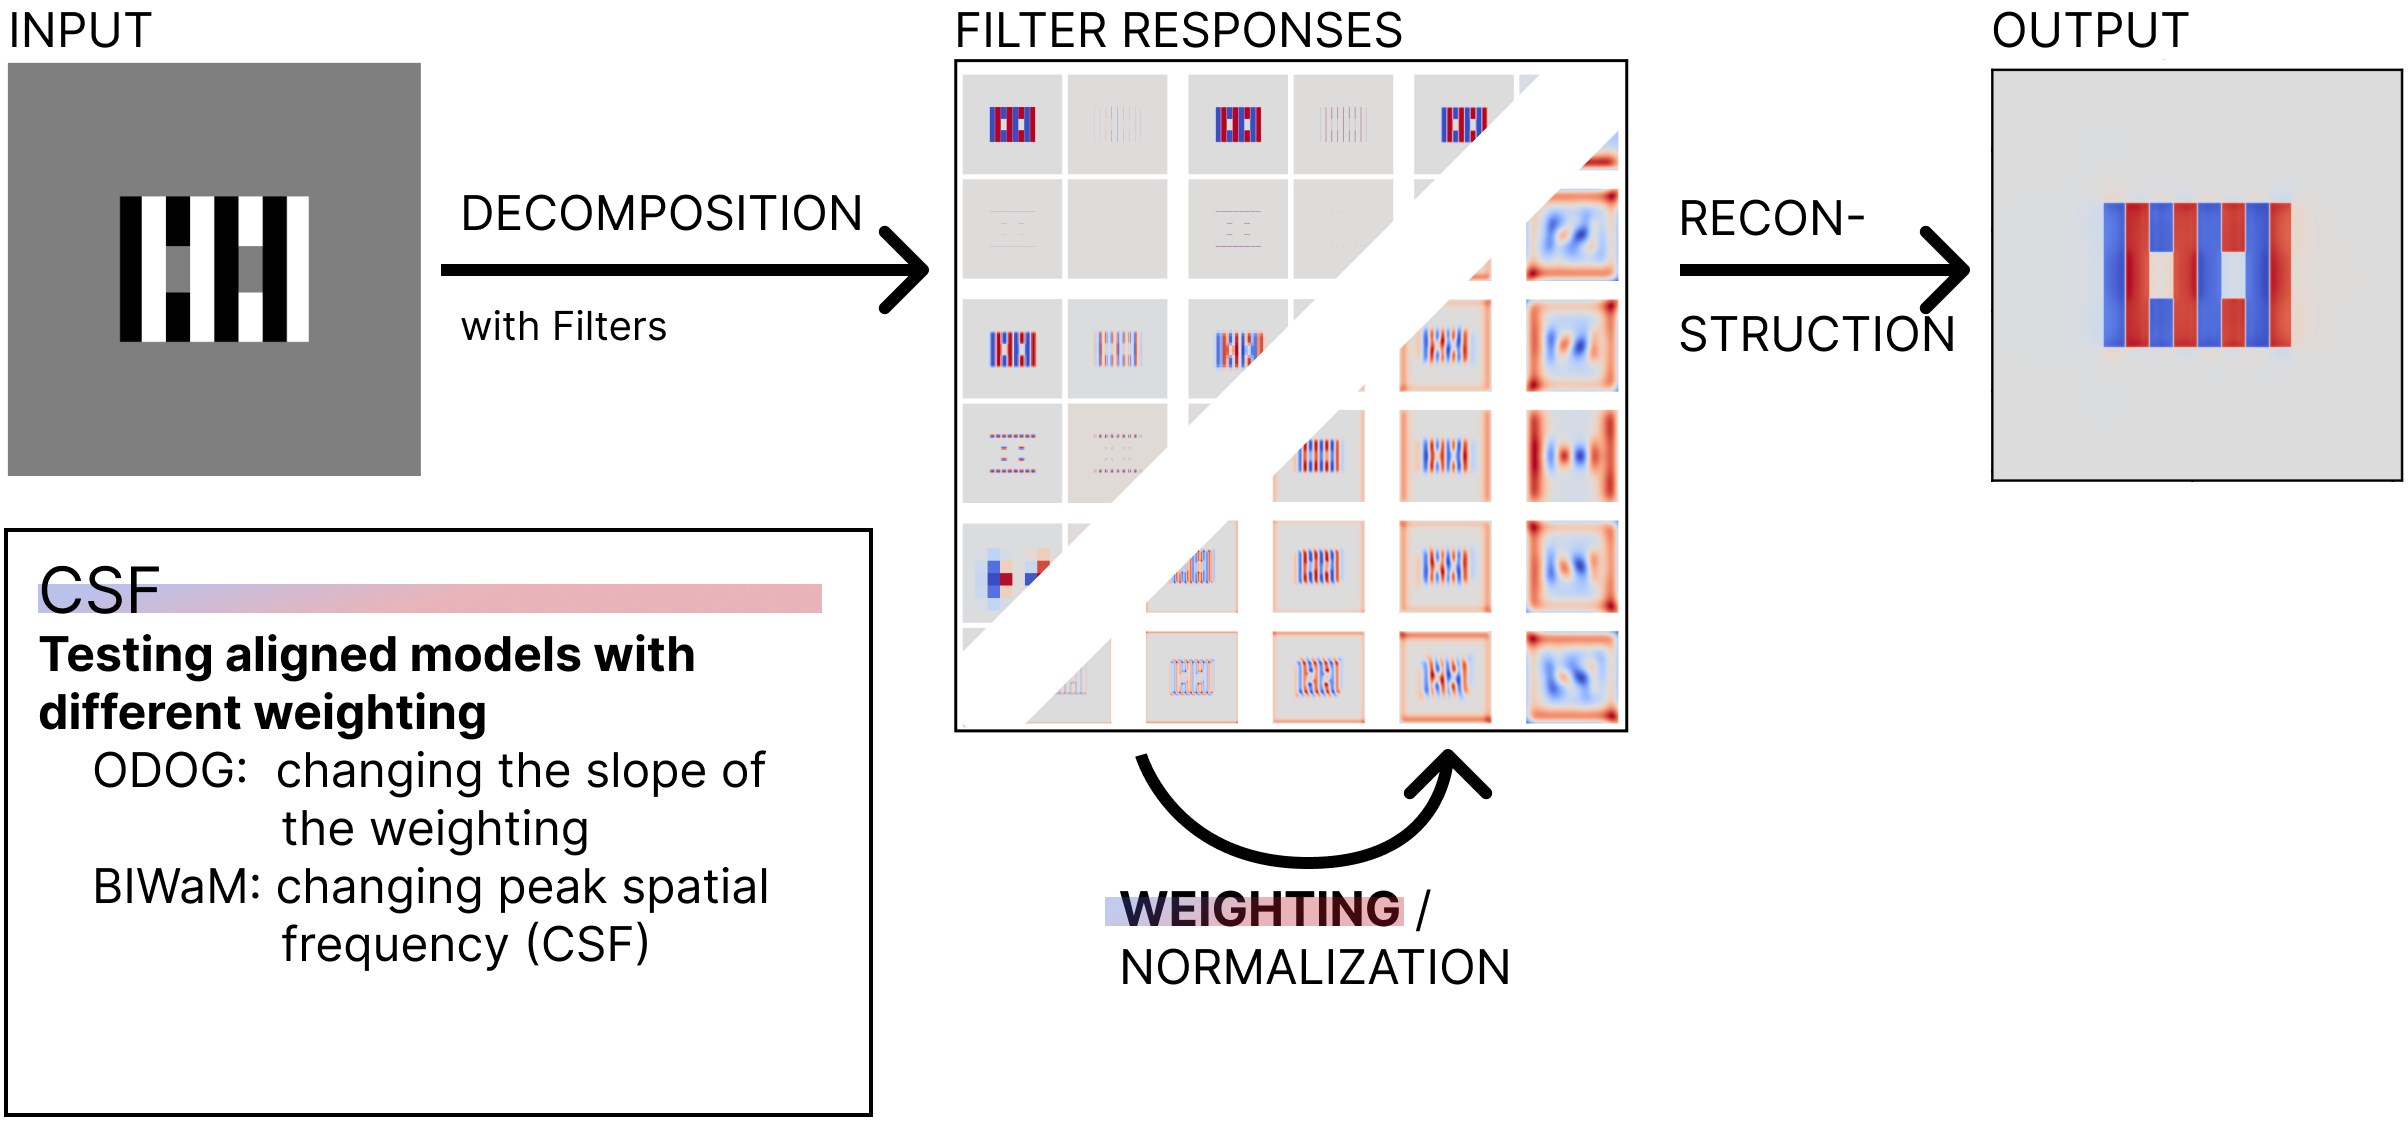 INPUT
FILTER RESPONSES
OUTPUT
DECOMPOSITION
with Filters
RECON-
STRUCTION
CSF
Testing aligned models with
different weighting
ODOG: changing the slope of
the weighting
BIWaM: changing peak spatial
frequency (CSF)
WEIGHTING /
NORMALIZATION